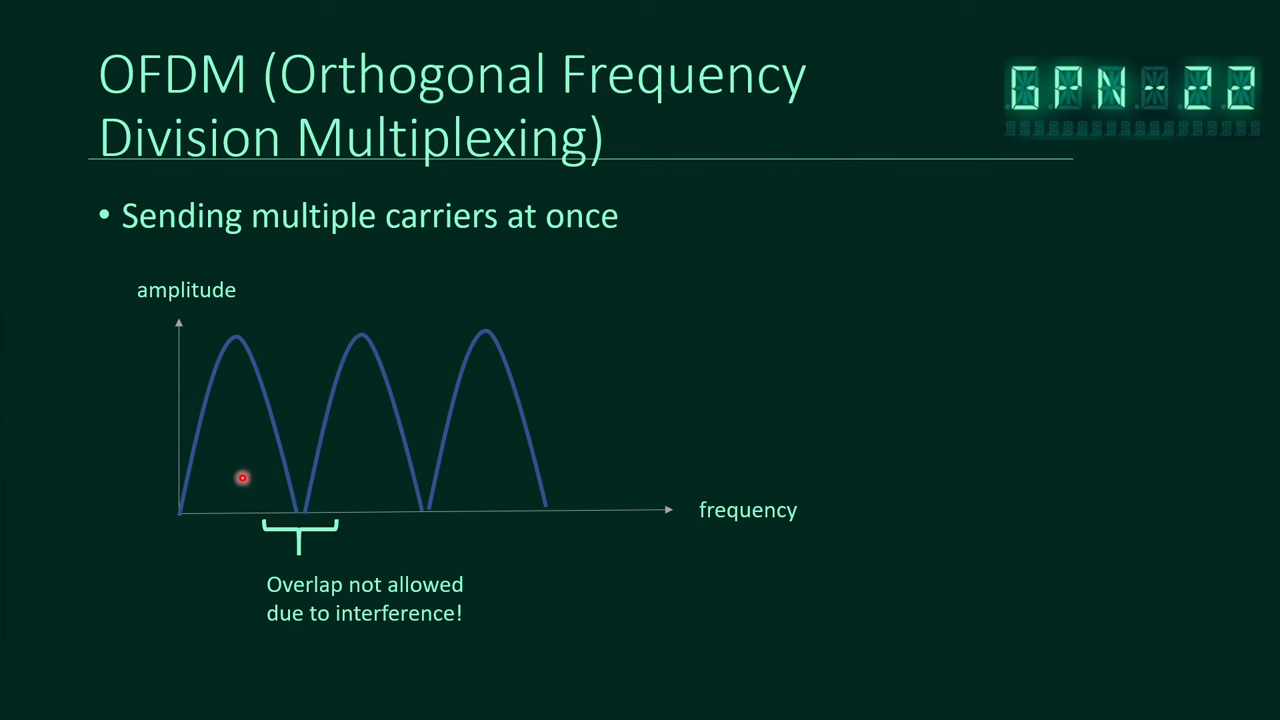 OFDM (Orthogonal Frequency
Division Multiplexing)
GPN-22
• Sending multiple carriers at once
amplitude
frequency
Overlap not allowed
due to interference!